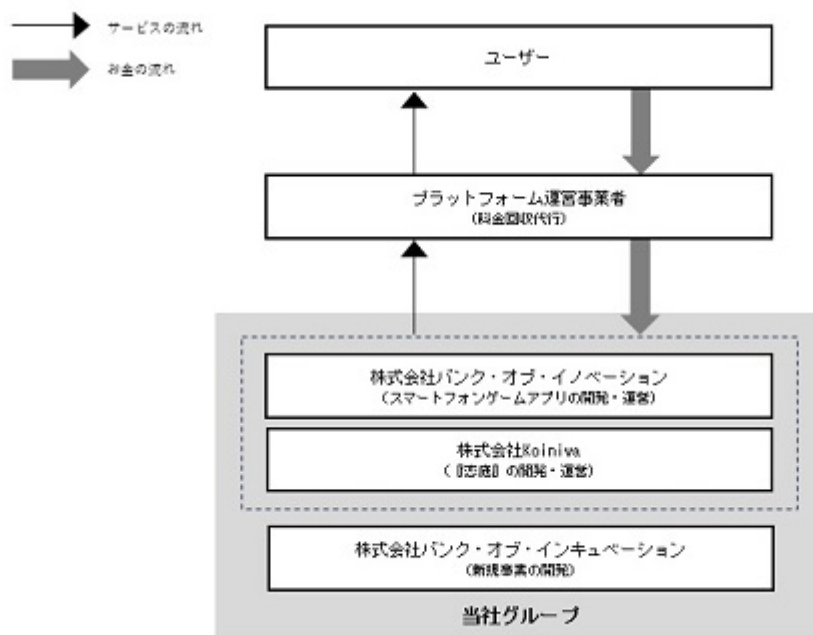 サービスの流れ
お金の流れ
ユーザー
プラットフォーム運営事業者
(料金回収代行)
株式会社バンク・オブ・イノベーション
(スマートフォンゲームアプリの開発・運営)
株式会社Koiniwa
(『恋庭』の開発・運営)
株式会社バンク・オブ・インキュベーション
(新規事業の開発)
当社グループ